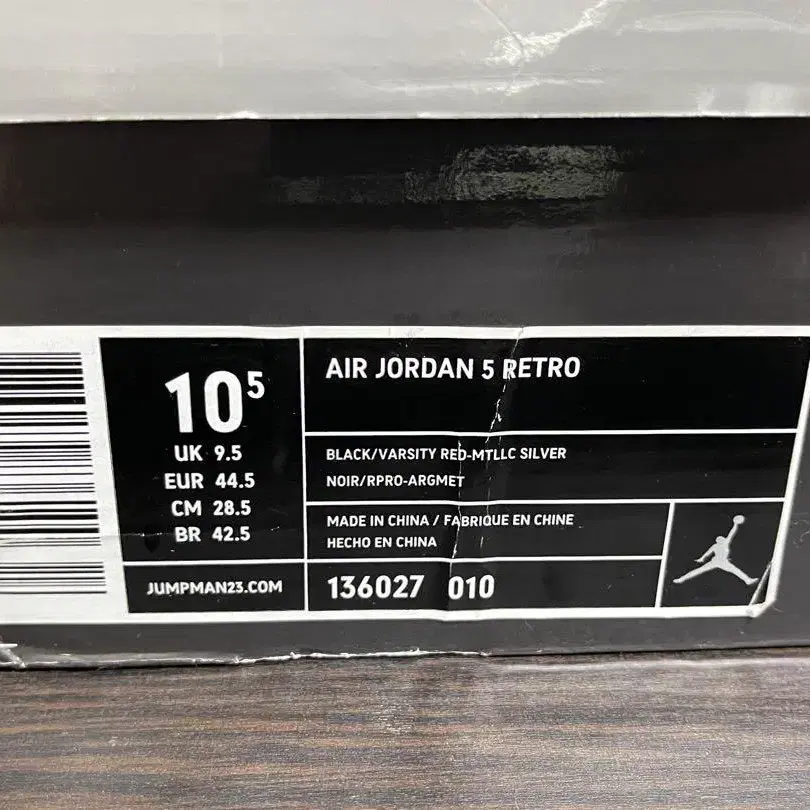 10⁵
UK 9.5
EUR 44.5
CM 28.5
BR 42.5
JUMPMAN23.COM
AIR JORDAN 5 RETRO
BLACK/VARSITY RED-MTLLC SILVER
NOIR/RPRO-ARGMET
MADE IN CHINA / FABRIQUE EN CHINE
HECHO EN CHINA
136027 010